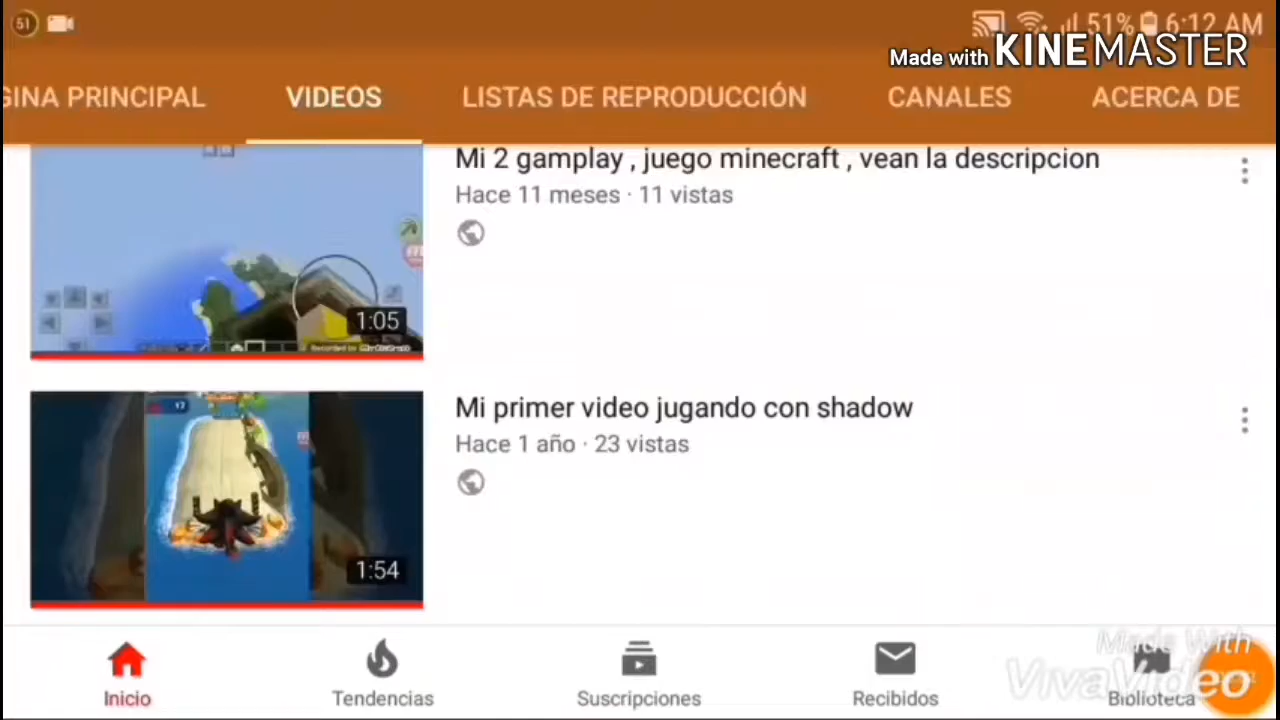 51
51% 6:12 AM
Made with KINEMASTER
GINA PRINCIPAL
VIDEOS
LISTAS DE REPRODUCCIÓN
CANALES
ACERCA DE
Mi 2 gamplay , juego minecraft , vean la descripcion
Hace 11 meses · 11 vistas
1:05
Mi primer video jugando con shadow
Hace 1 año · 23 vistas
1:54
Made With
VivaVideo
Inicio
Tendencias
Suscripciones
Recibidos
Biblioteca